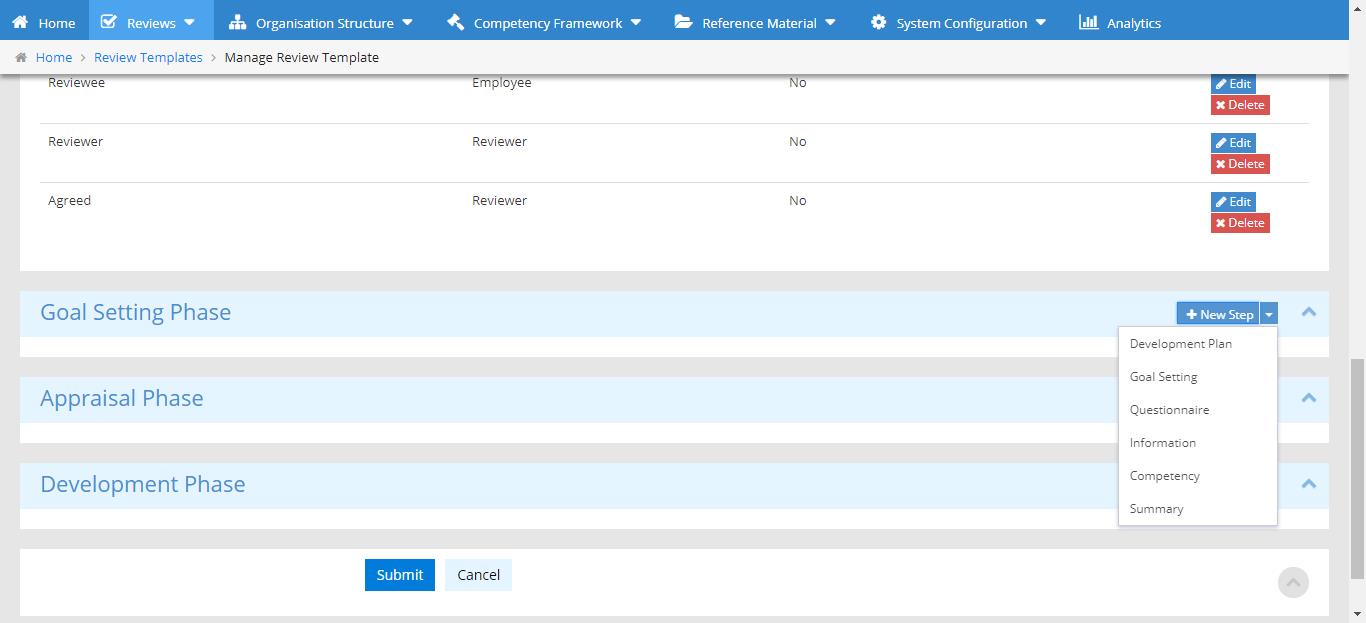 Home Reviews Organisation Structure Competency Framework Reference Material System Configuration Analytics
Home > Review Templates > Manage Review Template
Reviewee Employee No Edit
Delete
Reviewer Reviewer No Edit
Delete
Agreed Reviewer No Edit
Delete
Goal Setting Phase New Step
Development Plan
Goal Setting
Appraisal Phase
Questionnaire
Information
Competency
Development Phase
Summary
Submit Cancel